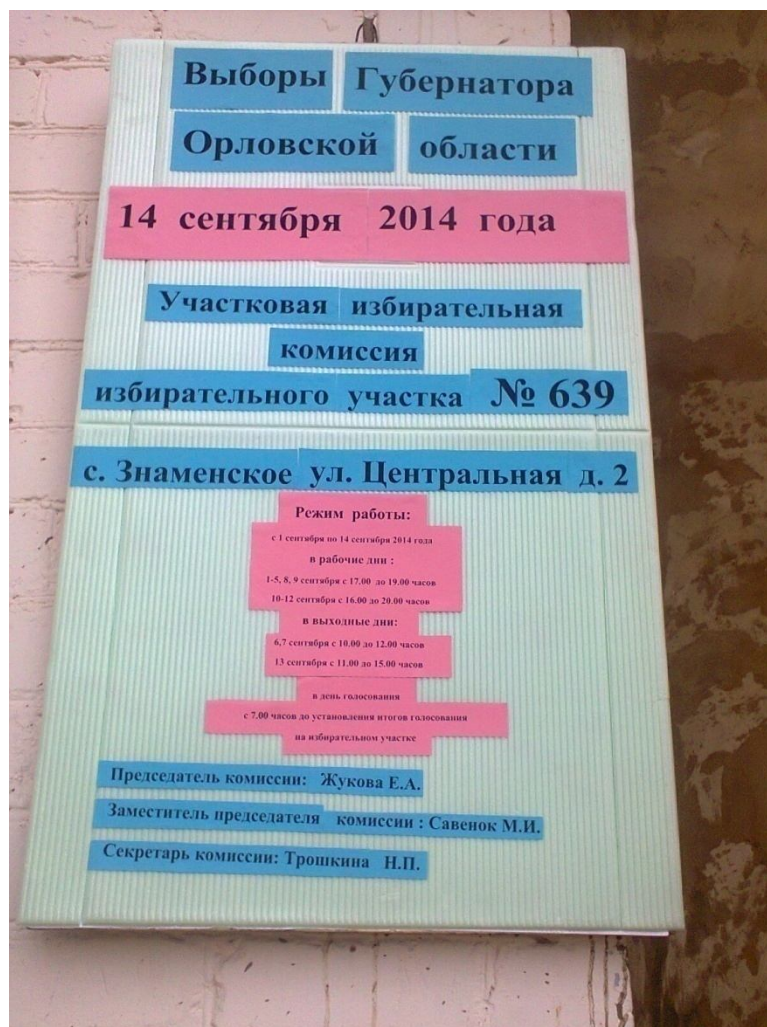 Выборы Губернатора
Орловской области
14 сентября 2014 года
Участковая избирательная
комиссия
избирательного участка № 639
с. Знаменское ул. Центральная д. 2
Режим работы:
с 1 сентября по 14 сентября 2014 года
в рабочие дни :
1-5, 8, 9 сентября с 17.00 до 19.00 часов
10-12 сентября с 16.00 до 20.00 часов
в выходные дни:
6,7 сентября с 10.00 до 12.00 часов
13 сентября с 11.00 до 15.00 часов
в день голосования
с 7.00 часов до установления итогов голосования
на избирательном участке
Председатель комиссии: Жукова Е.А.
Заместитель председателя комиссии : Савенок М.И.
Секретарь комиссии: Трошкина Н.П.